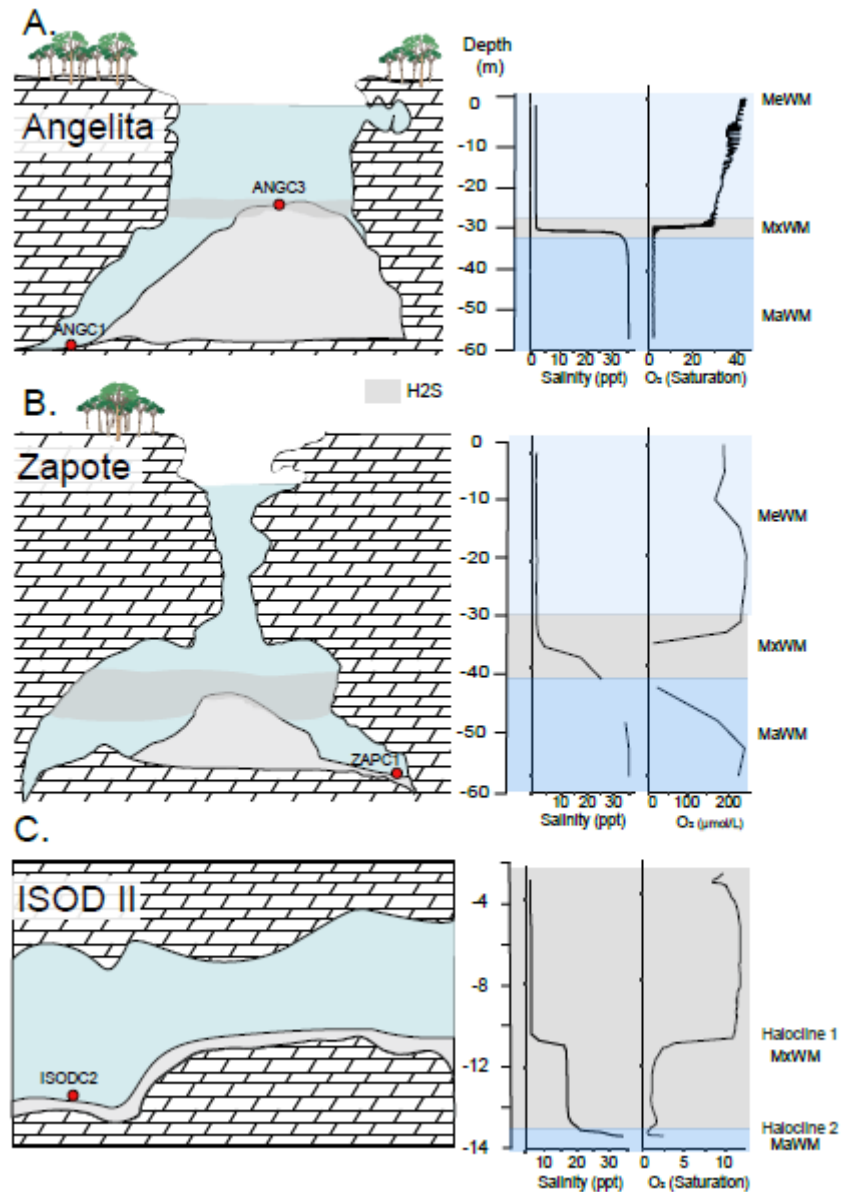 A.
Angelita
ANGC3
ANGC1
Depth
(m)
0
-10
-20
-30
-40
-50
-60
MeWM
MxWM
MaWM
0 10 20 30
Salinity (ppt)
0 20 40
O₂ (Saturation)
H2S
B.
Zapote
ZAPC1
0
-10
-20
-30
-40
-50
-60
MeWM
MxWM
MaWM
10 20 30
Salinity (ppt)
0 100 200
O₂ (µmol/L)
C.
ISOD II
ISODC2
-4
-8
-12
-14
Halocline 1
MxWM
Halocline 2
MaWM
10 20 30
Salinity (ppt)
0 5 10
O₂ (Saturation)